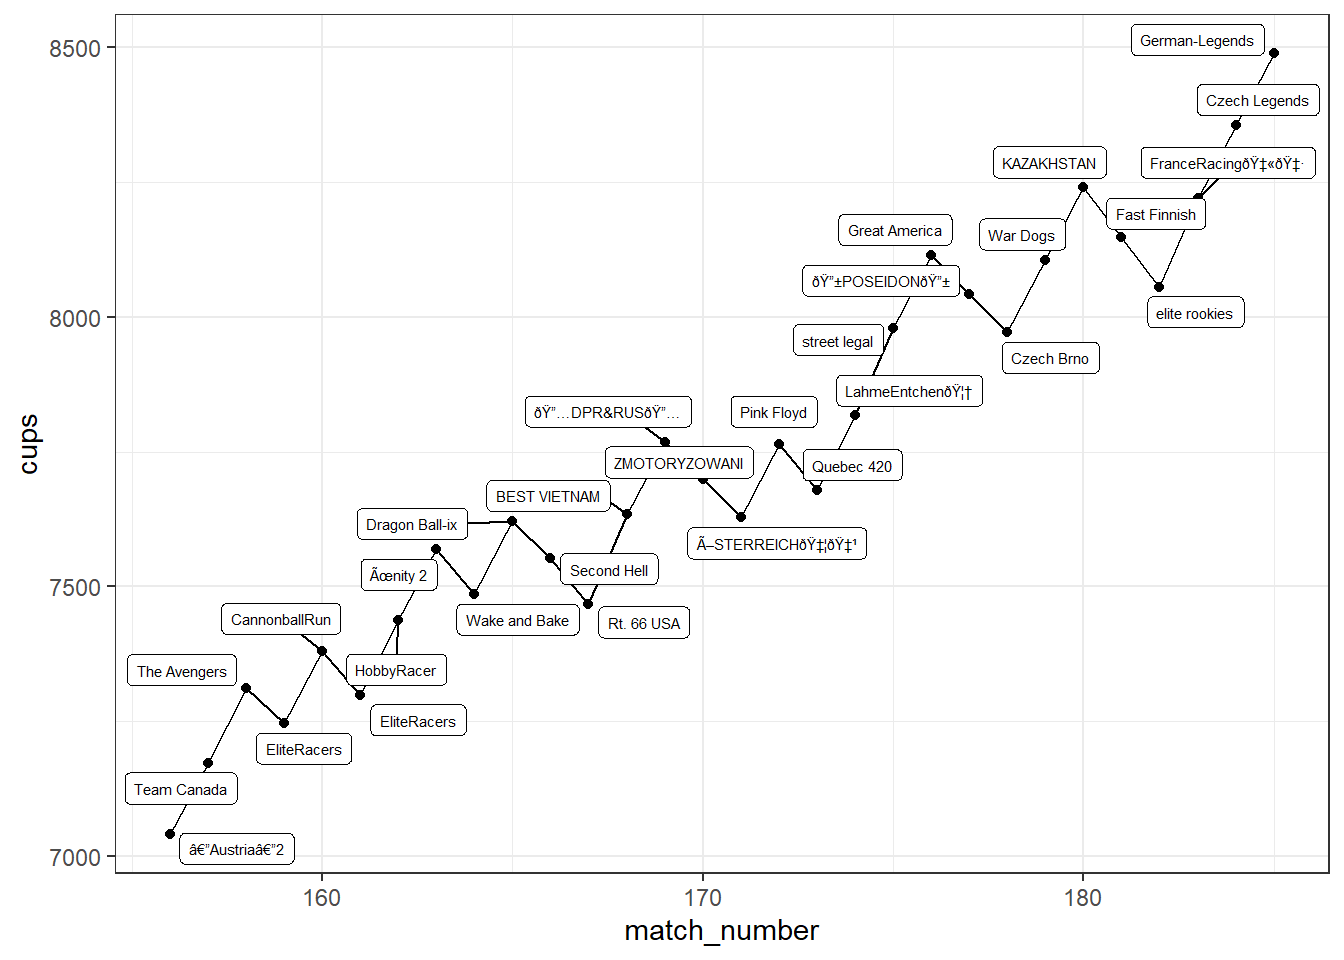 German-Legends
8500
Czech Legends
KAZAKHSTAN
FranceRacingðŸ‡«ðŸ‡·
Fast Finnish
Great America
War Dogs
ðŸ”±POSEIDONðŸ”±
elite rookies
8000
street legal
Czech Brno
LahmeEntchenðŸ¦†
ðŸ”…DPR&RUSðŸ”…
Pink Floyd
cups
ZMOTORYZOWANI
Quebec 420
BEST VIETNAM
Dragon Ball-ix
Ã–STERREICHðŸ‡¦ðŸ‡¹
Ãœnity 2
Second Hell
7500
CannonballRun
Wake and Bake
Rt. 66 USA
The Avengers
HobbyRacer
EliteRacers
EliteRacers
Team Canada
â€”Austriaâ€”2
7000
160
170
180
match_number